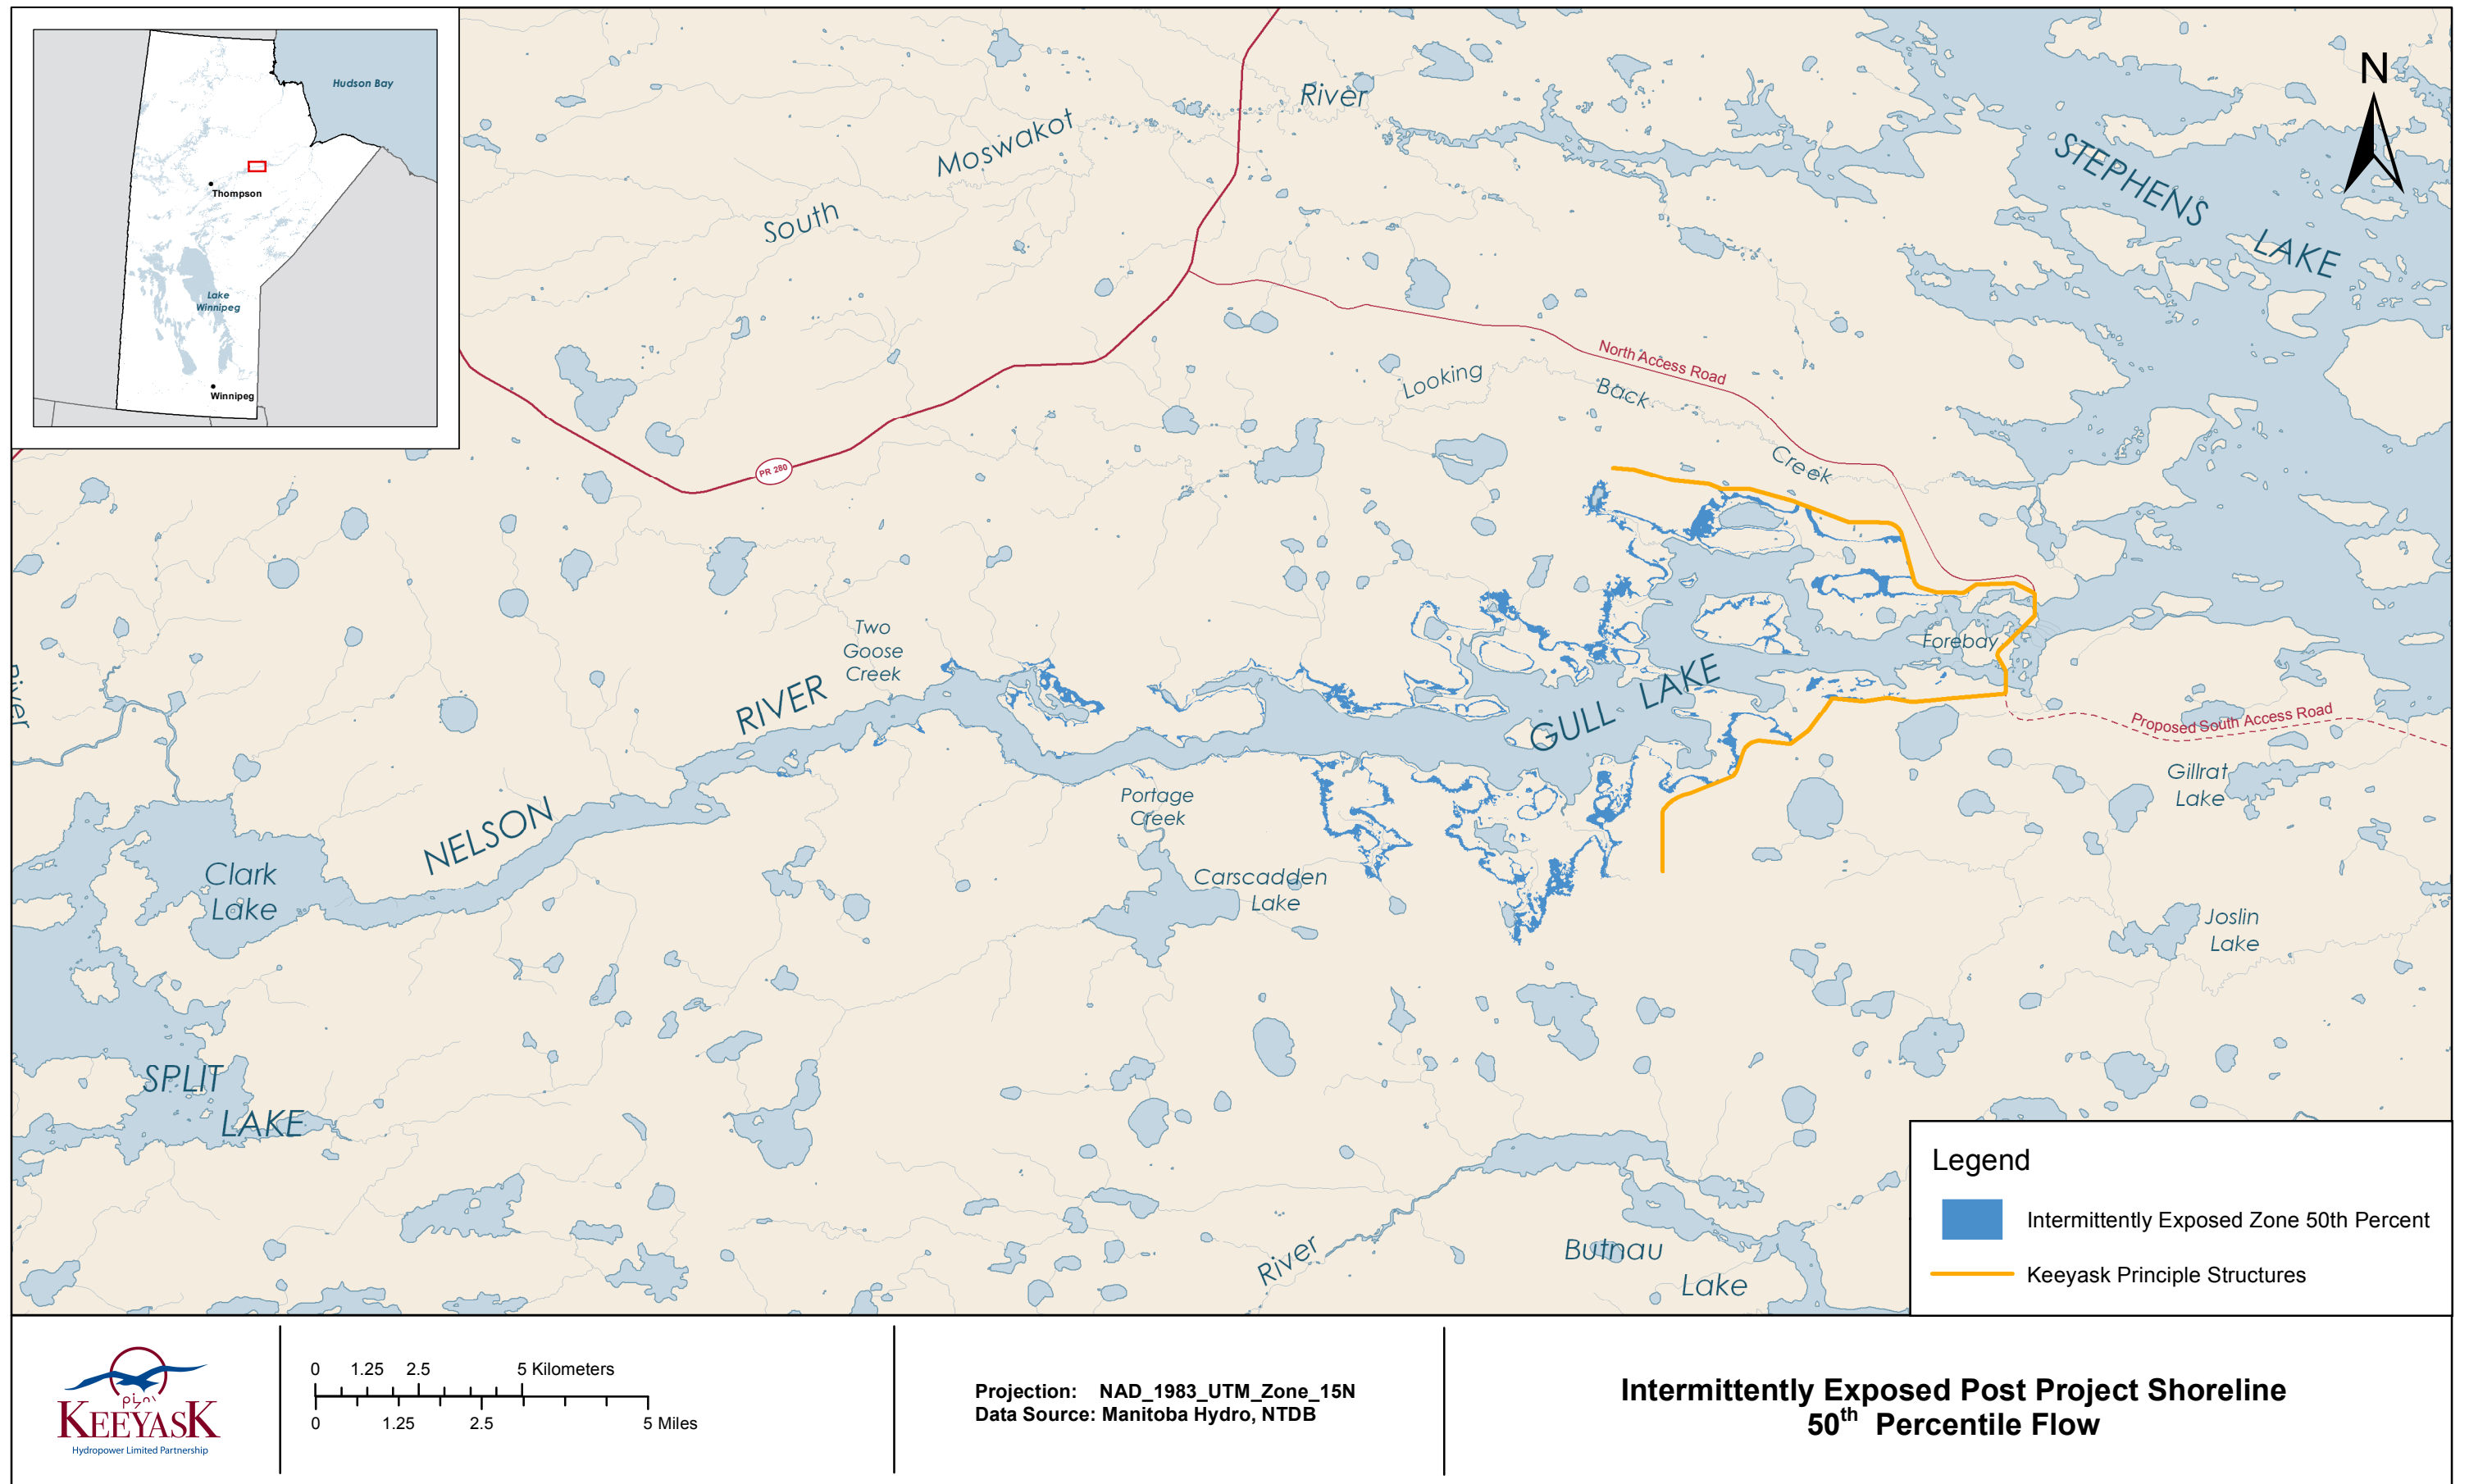 Hudson Bay
Thompson
Lake
Winnipeg
Winnipeg
N
River
Moswakot
South
STEPHENS
LAKE
North Access Road
Looking
Back
Creek
PR 280
Two
Goose
Creek
River
Forebay
RIVER
GULL LAKE
Proposed South Access Road
Gillrat
Lake
Portage
Creek
NELSON
Clark
Lake
Carscadden
Lake
Joslin
Lake
SPLIT
LAKE
River
Butnau
Lake
Legend
Intermittently Exposed Zone 50th Percent
Keeyask Principle Structures
KEEYASK
Hydropower Limited Partnership
0 1.25 2.5 5 Kilometers
0 1.25 2.5 5 Miles
Projection: NAD_1983_UTM_Zone_15N
Data Source: Manitoba Hydro, NTDB
Intermittently Exposed Post Project Shoreline
50th Percentile Flow